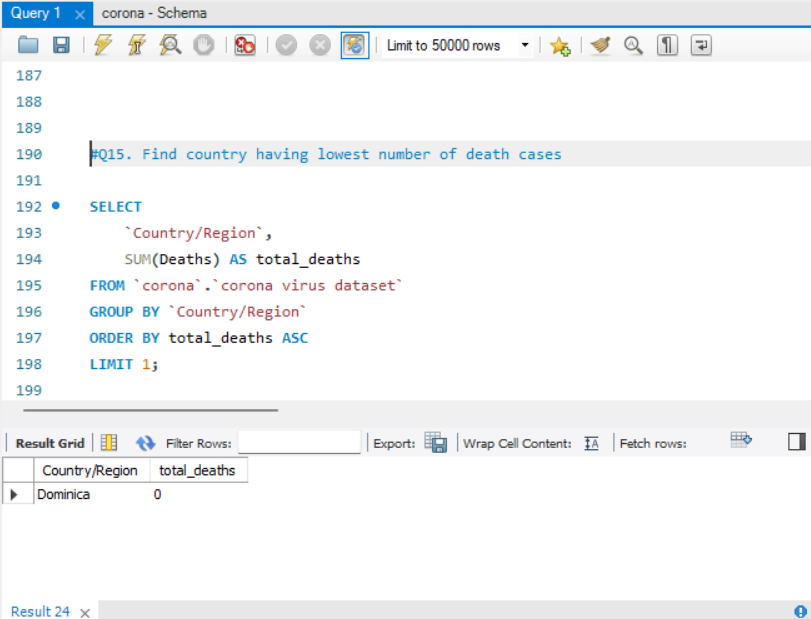 Query 1 ×
corona - Schema
Limit to 50000 rows
187
188
189
190 #Q15. Find country having lowest number of death cases
191
192 SELECT
193 `Country/Region`,
194 SUM(Deaths) AS total_deaths
195 FROM `corona`.`corona virus dataset`
196 GROUP BY `Country/Region`
197 ORDER BY total_deaths ASC
198 LIMIT 1;
199
Result Grid Filter Rows: Export: Wrap Cell Content: Fetch rows:
Country/Region total_deaths
Dominica 0
Result 24 ×